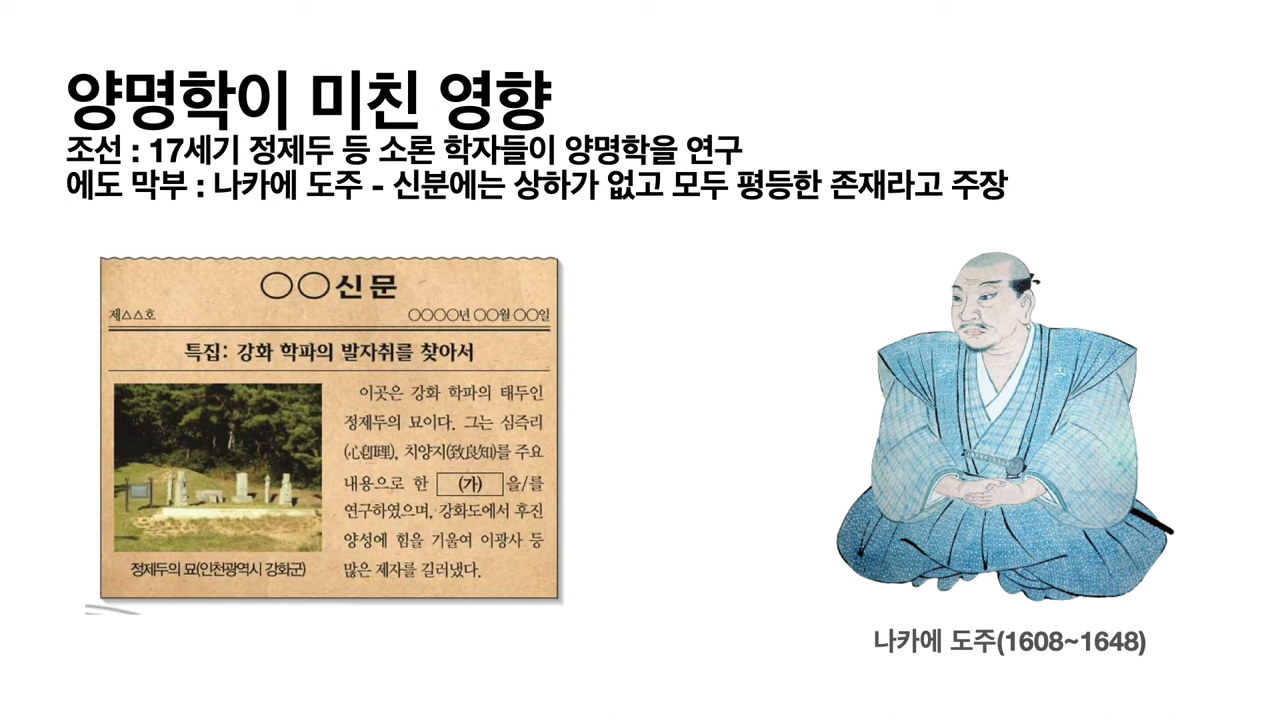 양명학이 미친 영향
조선 : 17세기 정제두 등 소론 학자들이 양명학을 연구
에도 막부 : 나카에 도주 - 신분에는 상하가 없고 모두 평등한 존재라고 주장
○○신문
제△△호 ○○○○년 ○○월 ○○일
특집: 강화 학파의 발자취를 찾아서
이곳은 강화 학파의 태두인
정제두의 묘이다. 그는 심즉리
(心卽理), 치양지(致良知)를 주요
내용으로 한 (가) 을/를
연구하였으며, 강화도에서 후진
양성에 힘을 기울여 이광사 등
많은 제자를 길러냈다.
정제두의 묘(인천광역시 강화군)
나카에 도주(1608~1648)